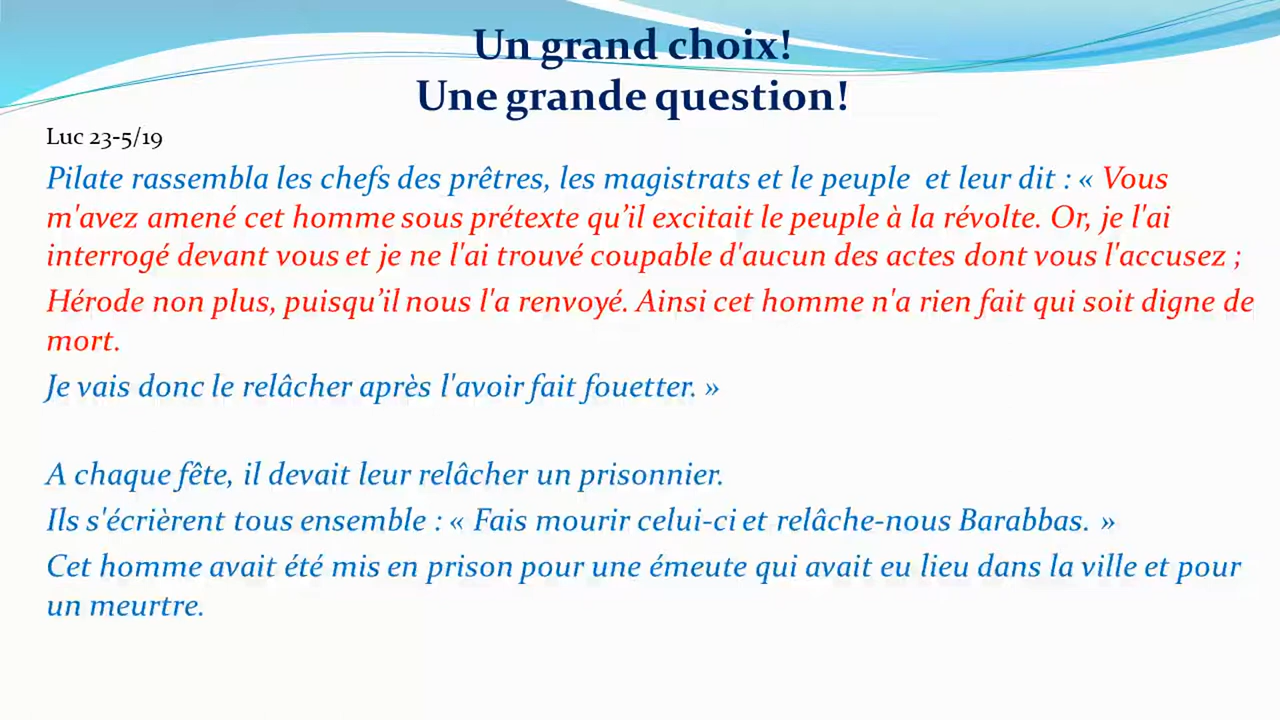 Un grand choix!
Une grande question!
Luc 23-5/19
Pilate rassembla les chefs des prêtres, les magistrats et le peuple et leur dit : « Vous
m'avez amené cet homme sous prétexte qu’il excitait le peuple à la révolte. Or, je l'ai
interrogé devant vous et je ne l'ai trouvé coupable d'aucun des actes dont vous l'accusez ;
Hérode non plus, puisqu’il nous l'a renvoyé. Ainsi cet homme n'a rien fait qui soit digne de
mort.
Je vais donc le relâcher après l'avoir fait fouetter. »
A chaque fête, il devait leur relâcher un prisonnier.
Ils s'écrièrent tous ensemble : « Fais mourir celui-ci et relâche-nous Barabbas. »
Cet homme avait été mis en prison pour une émeute qui avait eu lieu dans la ville et pour
un meurtre.